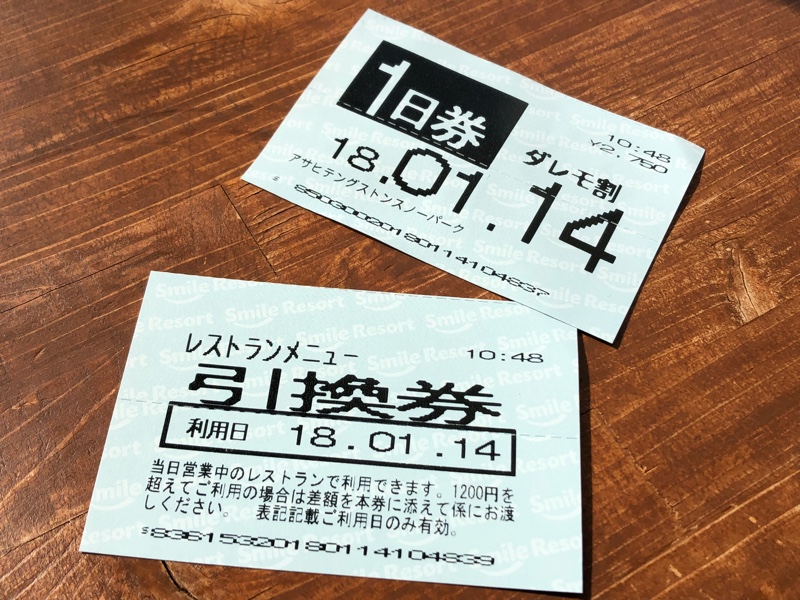 1日券
10:48
¥2,750
ダレモ割
18.01.14
アサヒテングストンスノーパーク
s 85030020180114104837
レストランメニュー
10:48
引換券
利用日 18.01.14
当日営業中のレストランで利用できます。1200円を
超えてご利用の場合は差額を本券に添えて係にお渡
しください。 表記記載ご利用日のみ有効。
s 83615320180114104839
Smile Resort